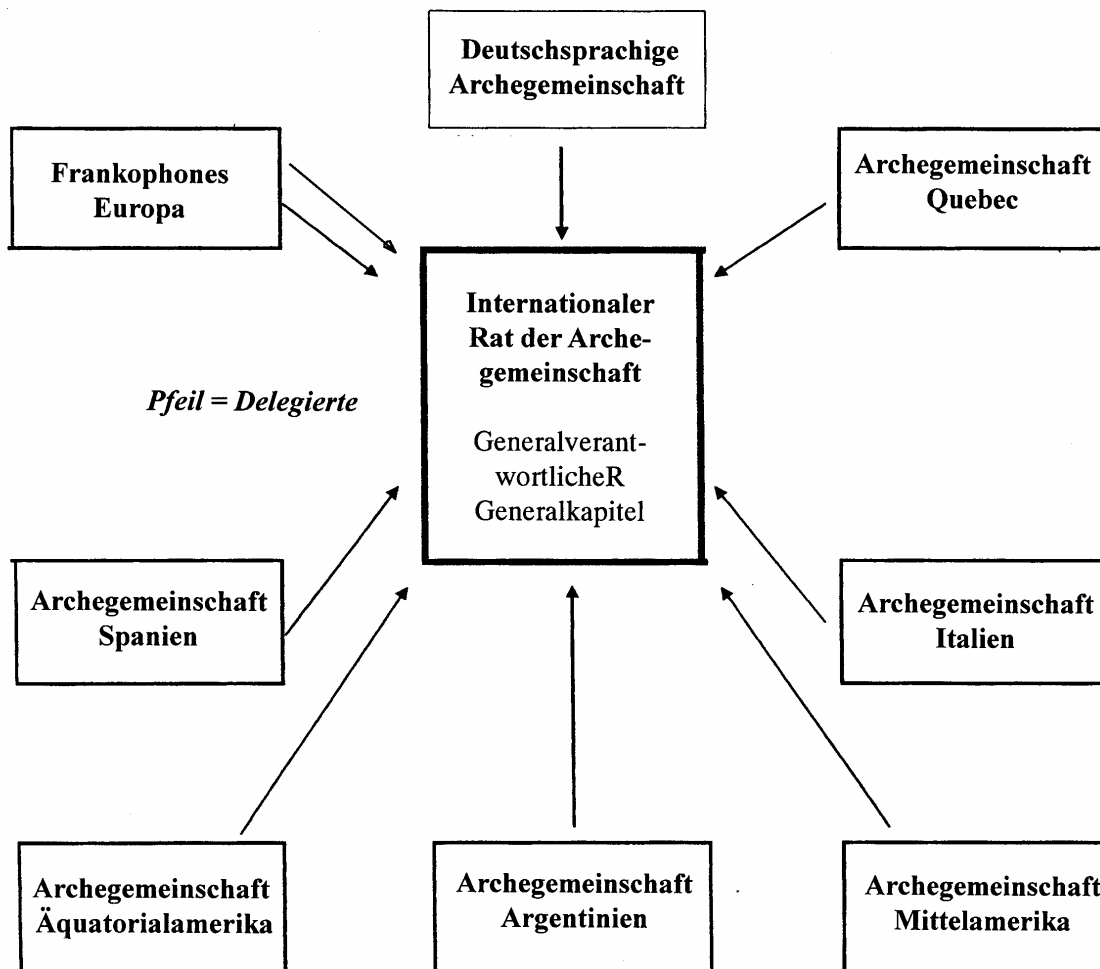 Deutschsprachige
Archegemeinschaft
Frankophones
Europa
Archegemeinschaft
Quebec
Internationaler
Rat der Arche-
gemeinschaft
Generalverant-
wortlicheR
Generalkapitel
Pfeil = Delegierte
Archegemeinschaft
Spanien
Archegemeinschaft
Italien
Archegemeinschaft
Äquatorialamerika
Archegemeinschaft
Argentinien
Archegemeinschaft
Mittelamerika